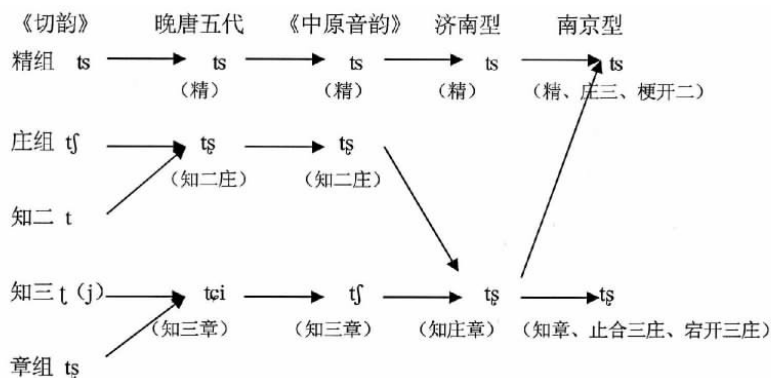 《切韵》 晚唐五代 《中原音韵》 济南型 南京型
精组 ts ts ts ts ts
（精） （精） （精） （精、庄三、梗开二）
庄组 tʃ tʂ tʂ
（知二庄） （知二庄）
知二 t
知三 ʈ (j) tɕi tʃ tʂ tʂ
（知三章） （知三章） （知庄章） （知章、止合三庄、宕开三庄）
章组 tʂ